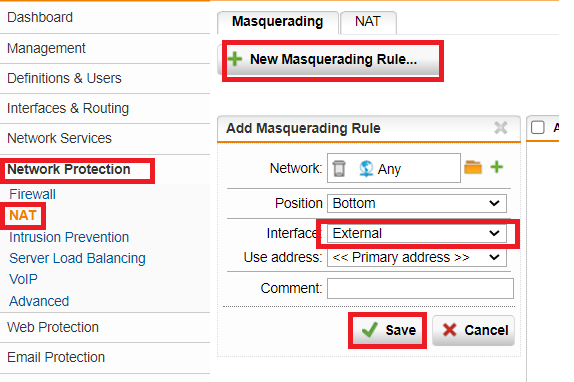 Dashboard
Management
Definitions & Users
Interfaces & Routing
Network Services
Network Protection
Firewall
NAT
Intrusion Prevention
Server Load Balancing
VoIP
Advanced
Web Protection
Email Protection
Masquerading
NAT
New Masquerading Rule...
Add Masquerading Rule
Network: Any
Position Bottom
Interface: External
Use address: << Primary address >>
Comment:
Save
Cancel